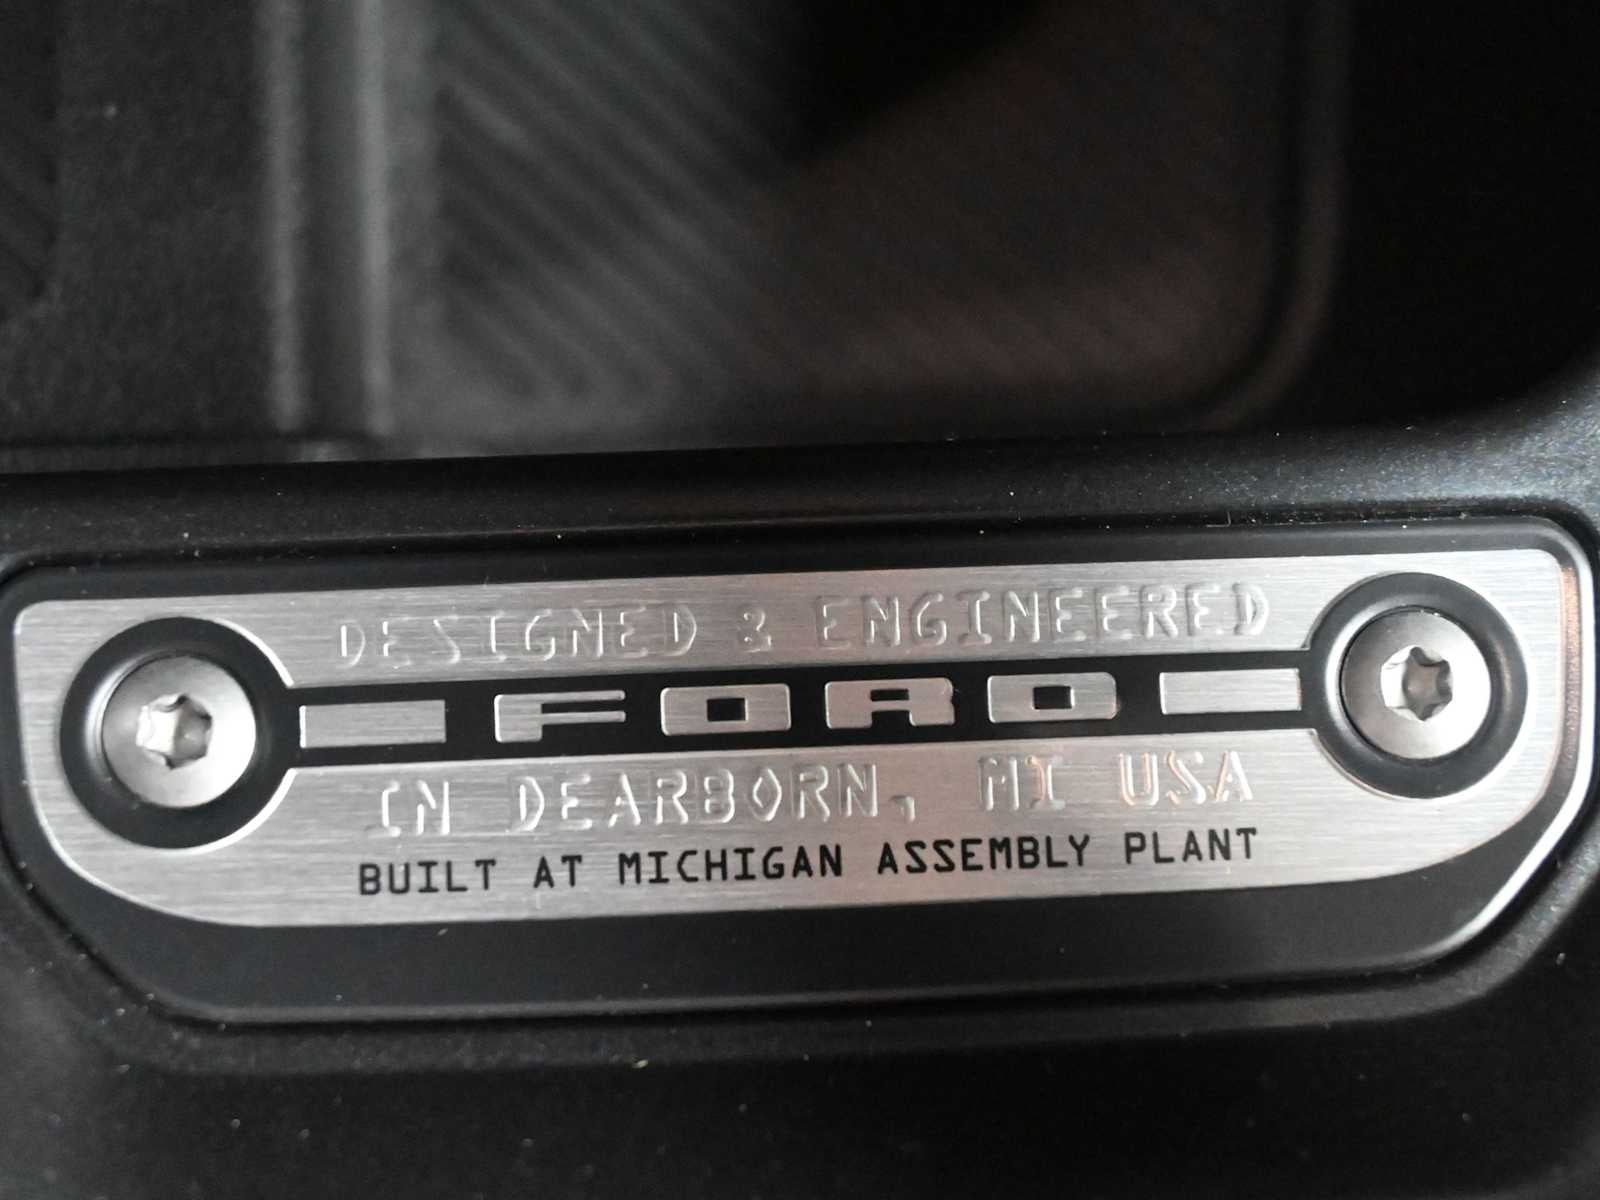 DESIGNED & ENGINEERED
FORD
IN DEARBORN, MI USA
BUILT AT MICHIGAN ASSEMBLY PLANT